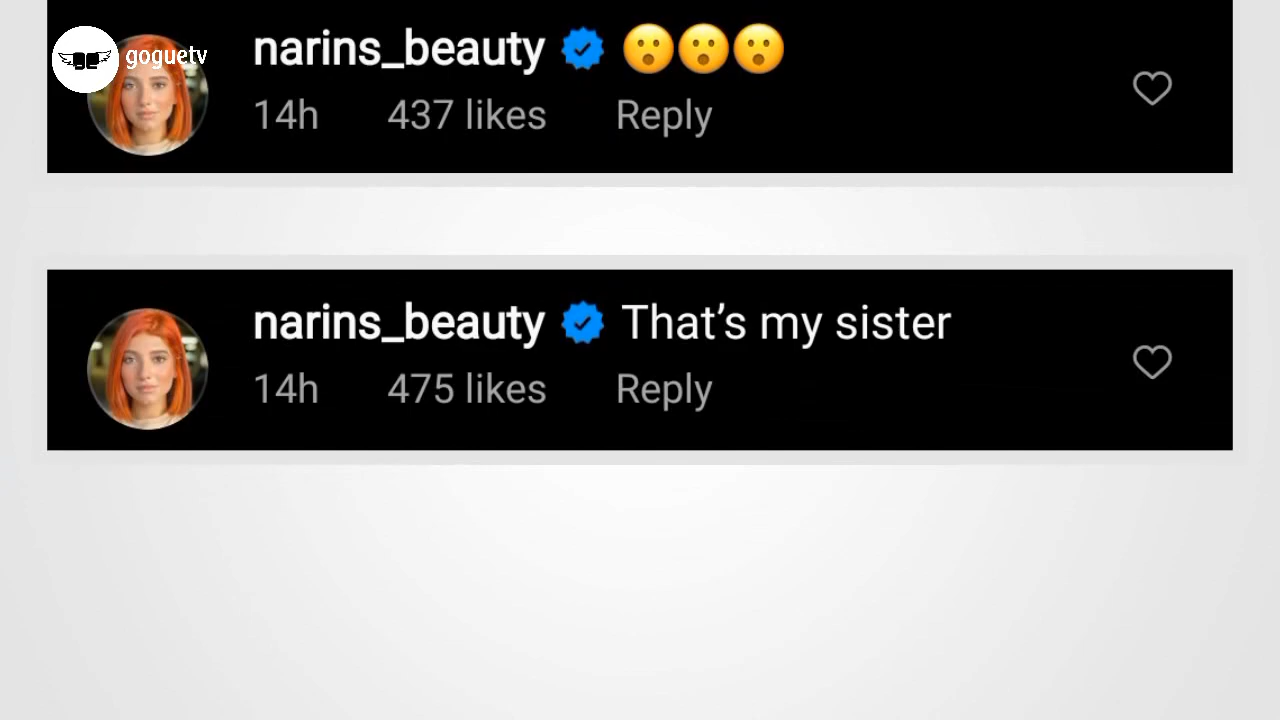 goguetv
narins_beauty 😮😮😮
14h 437 likes Reply
narins_beauty That’s my sister
14h 475 likes Reply